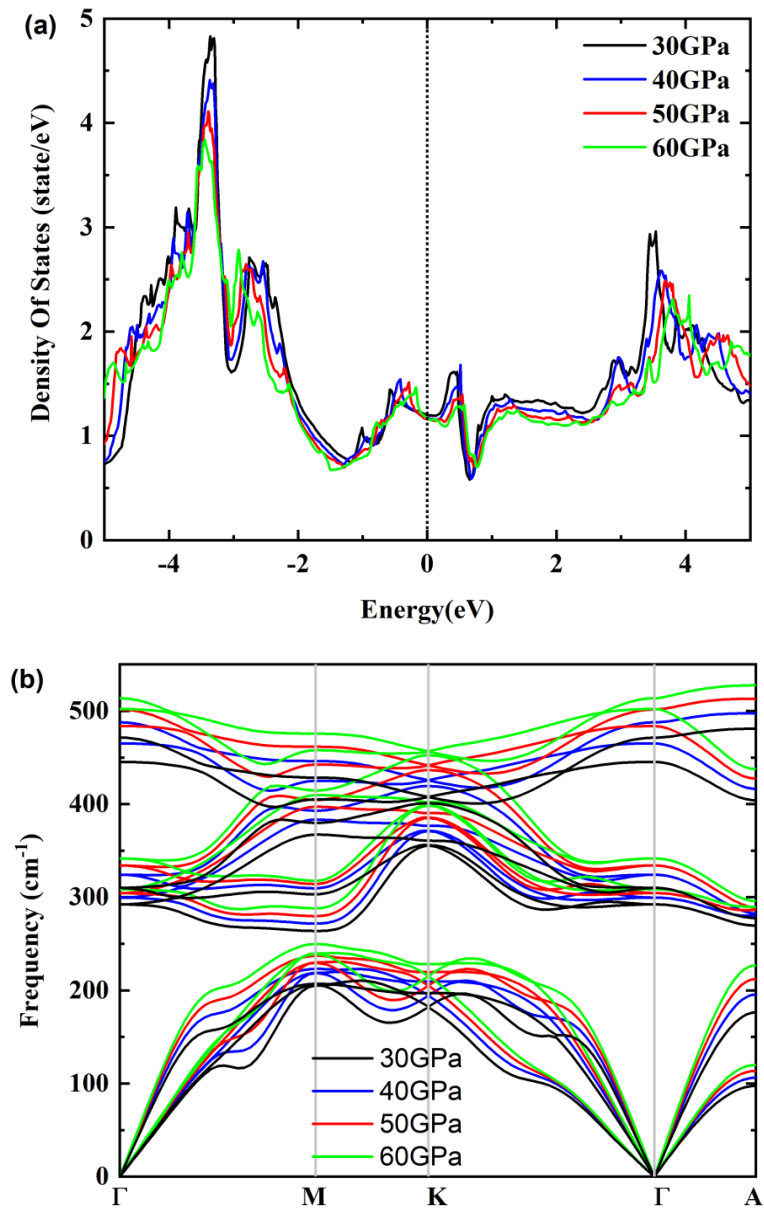 (a)
5
4
3
2
1
0
Density Of States (state/eV)
30GPa
40GPa
50GPa
60GPa
-4
-2
0
2
4
Energy(eV)
(b)
500
400
300
200
100
0
Frequency (cm-1)
30GPa
40GPa
50GPa
60GPa
Γ
M
K
Γ
A